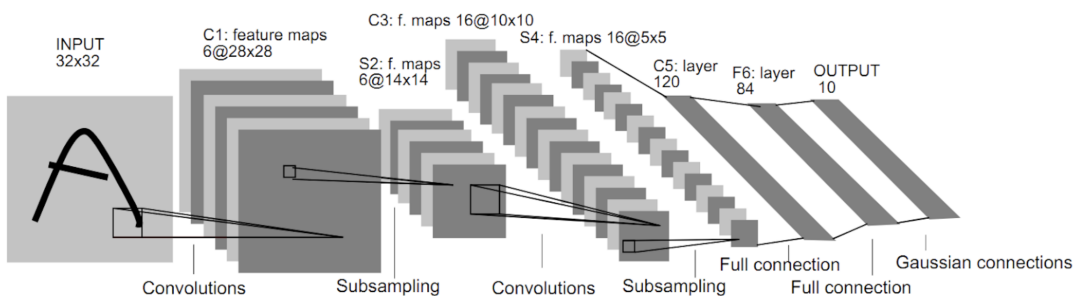 INPUT
32x32
C1: feature maps
6@28x28
S2: f. maps
6@14x14
C3: f. maps 16@10x10
S4: f. maps 16@5x5
C5: layer
120
F6: layer
84
OUTPUT
10
Convolutions
Subsampling
Convolutions
Subsampling
Full connection
Full connection
Gaussian connections
A